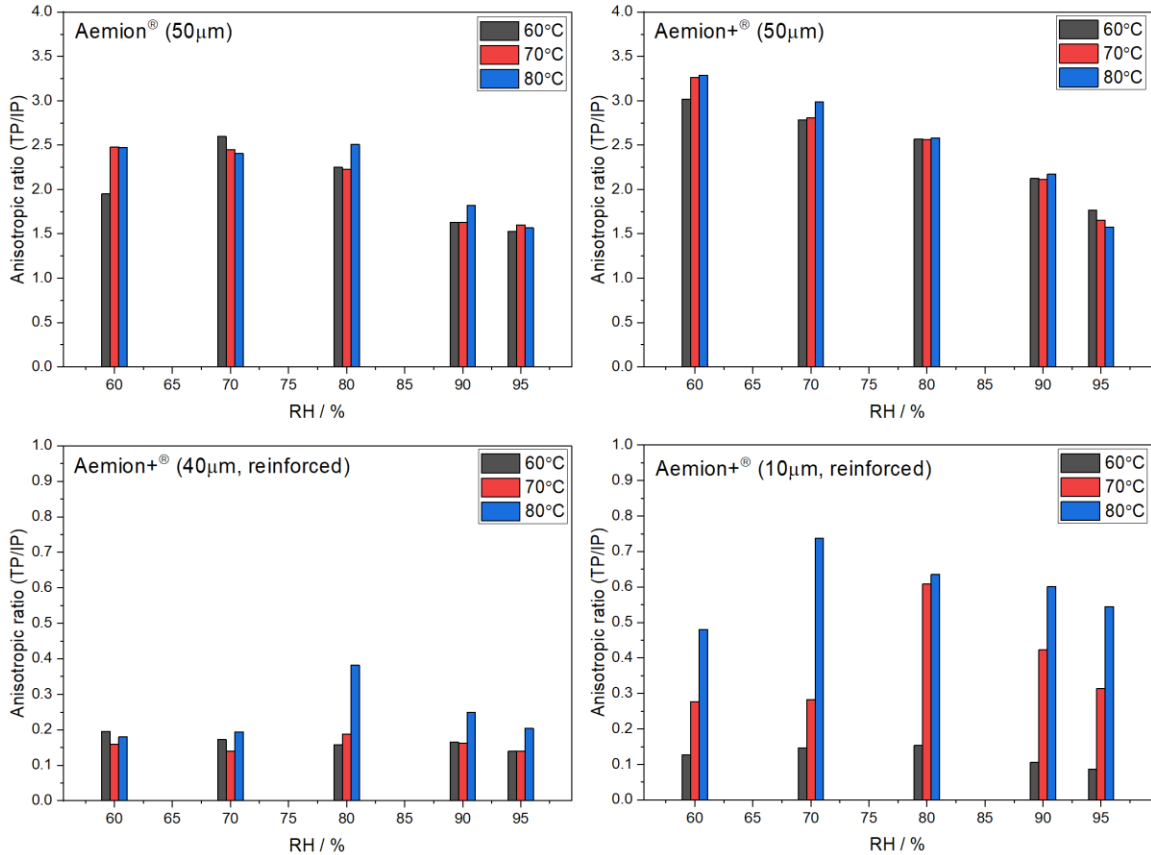 Aemion® (50μm)
60°C
70°C
80°C
Anisotropic ratio (TP/IP)
4.0
3.5
3.0
2.5
2.0
1.5
1.0
0.5
0.0
60 65 70 75 80 85 90 95
RH / %
Aemion+® (50μm)
60°C
70°C
80°C
Anisotropic ratio (TP/IP)
4.0
3.5
3.0
2.5
2.0
1.5
1.0
0.5
0.0
60 65 70 75 80 85 90 95
RH / %
Aemion+® (40μm, reinforced)
60°C
70°C
80°C
Anisotropic ratio (TP/IP)
1.0
0.9
0.8
0.7
0.6
0.5
0.4
0.3
0.2
0.1
0.0
60 65 70 75 80 85 90 95
RH / %
Aemion+® (10μm, reinforced)
60°C
70°C
80°C
Anisotropic ratio (TP/IP)
1.0
0.9
0.8
0.7
0.6
0.5
0.4
0.3
0.2
0.1
0.0
60 65 70 75 80 85 90 95
RH / %